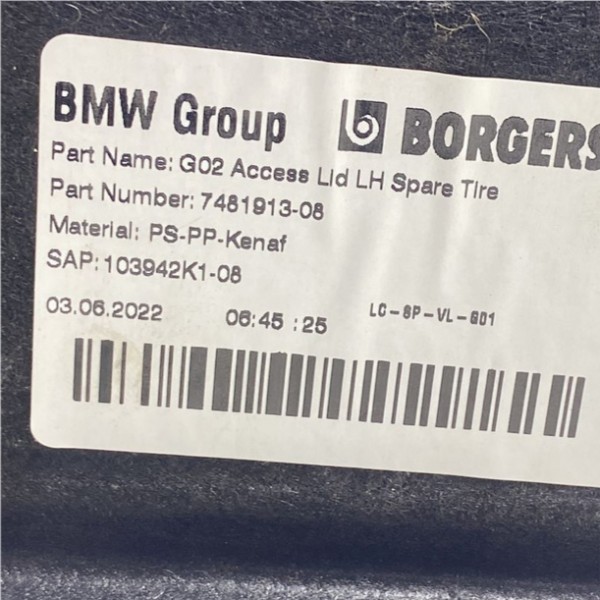 BMW Group BORGERS
Part Name: G02 Access Lid LH Spare Tire
Part Number: 7481913-08
Material: PS-PP-Kenaf
SAP: 103942K1-08
03.06.2022 06:45 :25 LC-SP-VL-G01